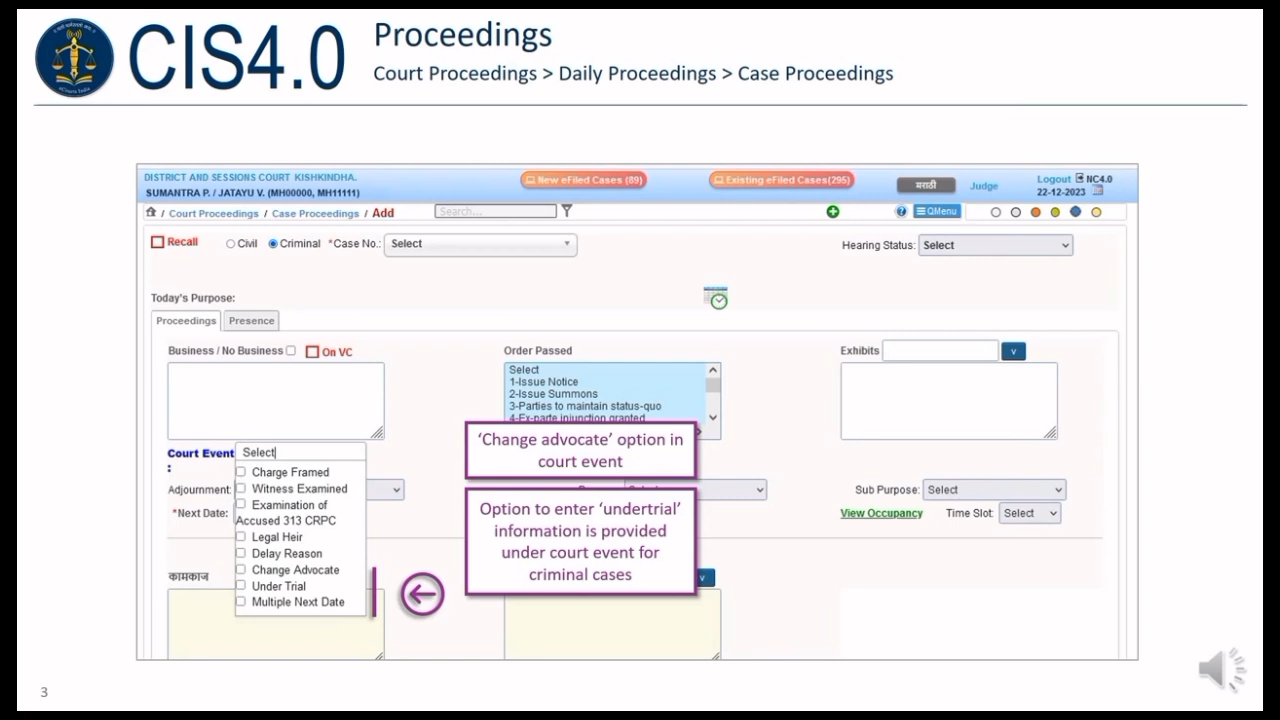 CIS4.0
Proceedings
Court Proceedings > Daily Proceedings > Case Proceedings
DISTRICT AND SESSIONS COURT KISHKINDHA.
SUMANTRA P. / JATAYU V. (MH00000, MH11111)
New eFiled Cases (89)
Existing eFiled Cases(295)
मराठी
Judge
Logout NC4.0
22-12-2023
/ Court Proceedings / Case Proceedings / Add
Search...
? QMenu
Recall Civil Criminal *Case No.: Select
Hearing Status: Select
Today's Purpose:
Proceedings Presence
Business / No Business On VC
Order Passed
Exhibits v
Select
1-Issue Notice
2-Issue Summons
3-Parties to maintain status-quo
4-Ex-parte injunction granted
Court Event
:
Select
Charge Framed
Witness Examined
Examination of
Accused 313 CRPC
Legal Heir
Delay Reason
Change Advocate
Under Trial
Multiple Next Date
Adjournment:
*Next Date:
Sub Purpose: Select
View Occupancy Time Slot: Select
कामकाज
v
'Change advocate' option in
court event
Option to enter 'undertrial'
information is provided
under court event for
criminal cases
3